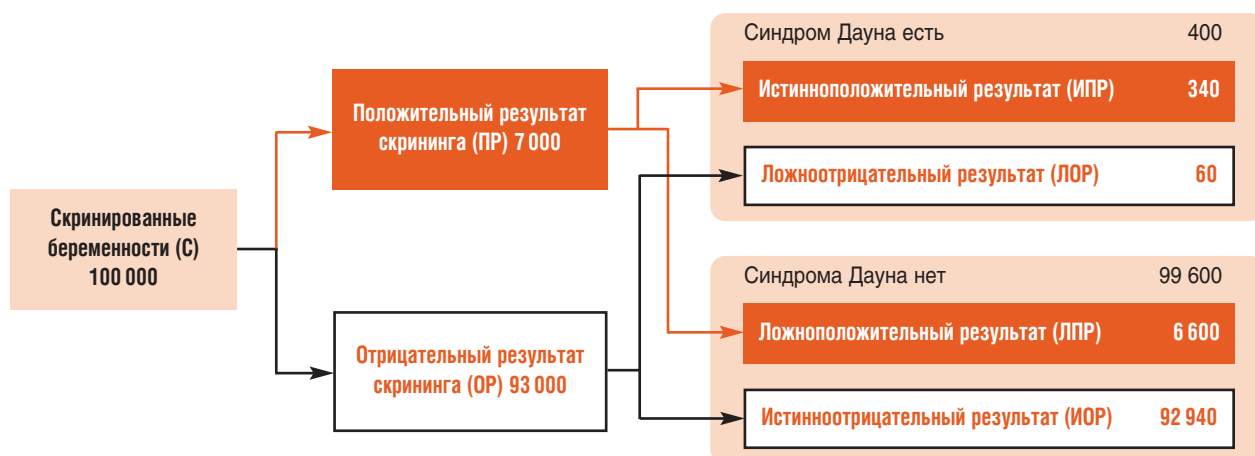 Скринированные
беременности (С)
100 000
Положительный результат
скрининга (ПР) 7 000
Отрицательный результат
скрининга (ОР) 93 000
Синдром Дауна есть 400
Истинноположительный результат (ИПР) 340
Ложноотрицательный результат (ЛОР) 60
Синдрома Дауна нет 99 600
Ложноположительный результат (ЛПР) 6 600
Истинноотрицательный результат (ИОР) 92 940